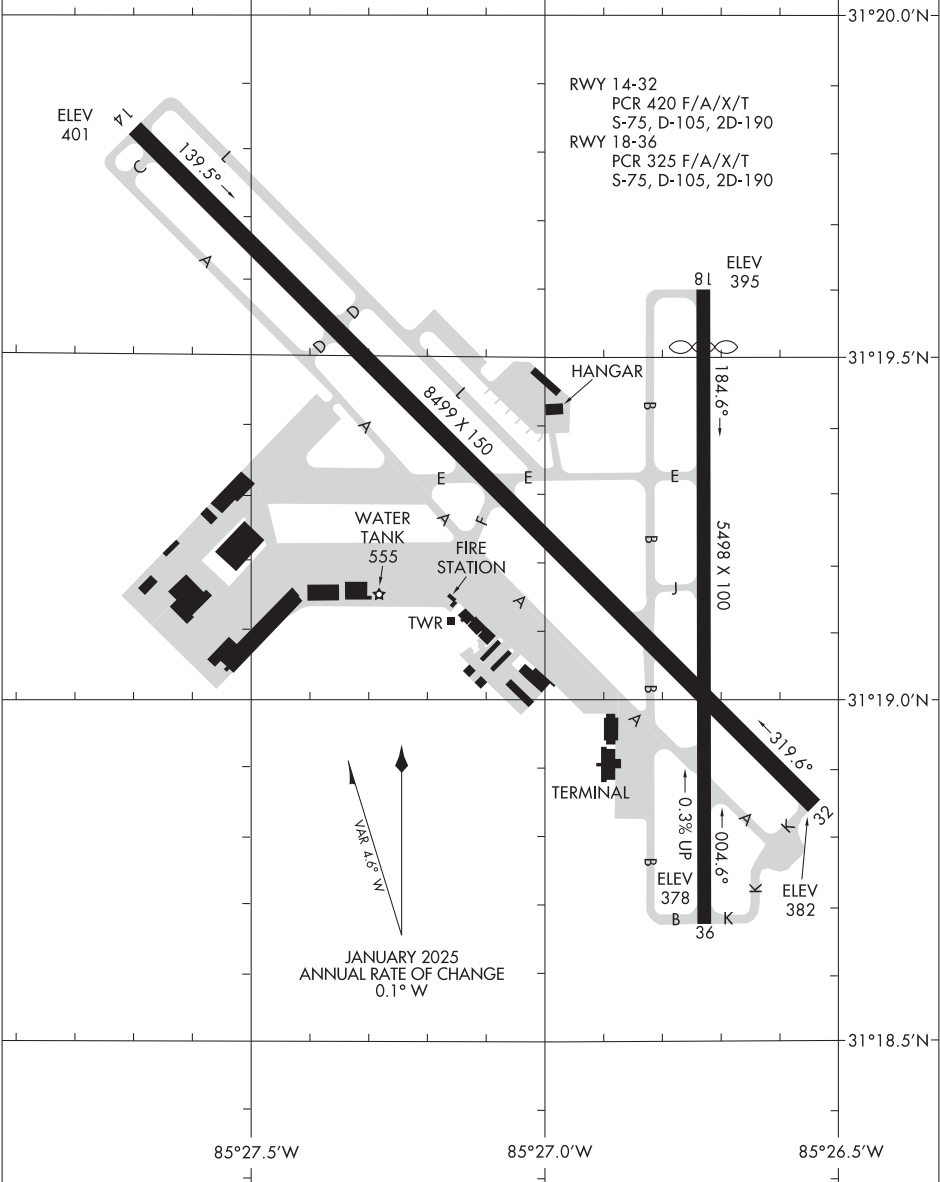 31°20.0'N
RWY 14-32
PCR 420 F/A/X/T
S-75, D-105, 2D-190
RWY 18-36
PCR 325 F/A/X/T
S-75, D-105, 2D-190
ELEV
401
14
139.5°
C
L
A
D
D
ELEV
395
18
31°19.5'N
HANGAR
184.6°
8499 X 150
L
B
A
E
E
E
A
F
WATER
TANK
555
FIRE
STATION
5498 X 100
B
J
A
TWR
B
31°19.0'N
A
319.6°
TERMINAL
0.3% UP
004.6°
A
K
32
VAR 4.6° W
B
ELEV
378
K
ELEV
382
B
K
36
JANUARY 2025
ANNUAL RATE OF CHANGE
0.1° W
31°18.5'N
85°27.5'W
85°27.0'W
85°26.5'W